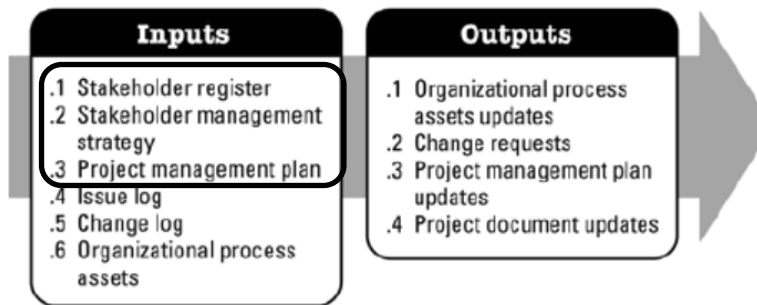 Inputs
.1 Stakeholder register
.2 Stakeholder management
strategy
.3 Project management plan
.4 Issue log
.5 Change log
.6 Organizational process
assets
Outputs
.1 Organizational process
assets updates
.2 Change requests
.3 Project management plan
updates
.4 Project document updates